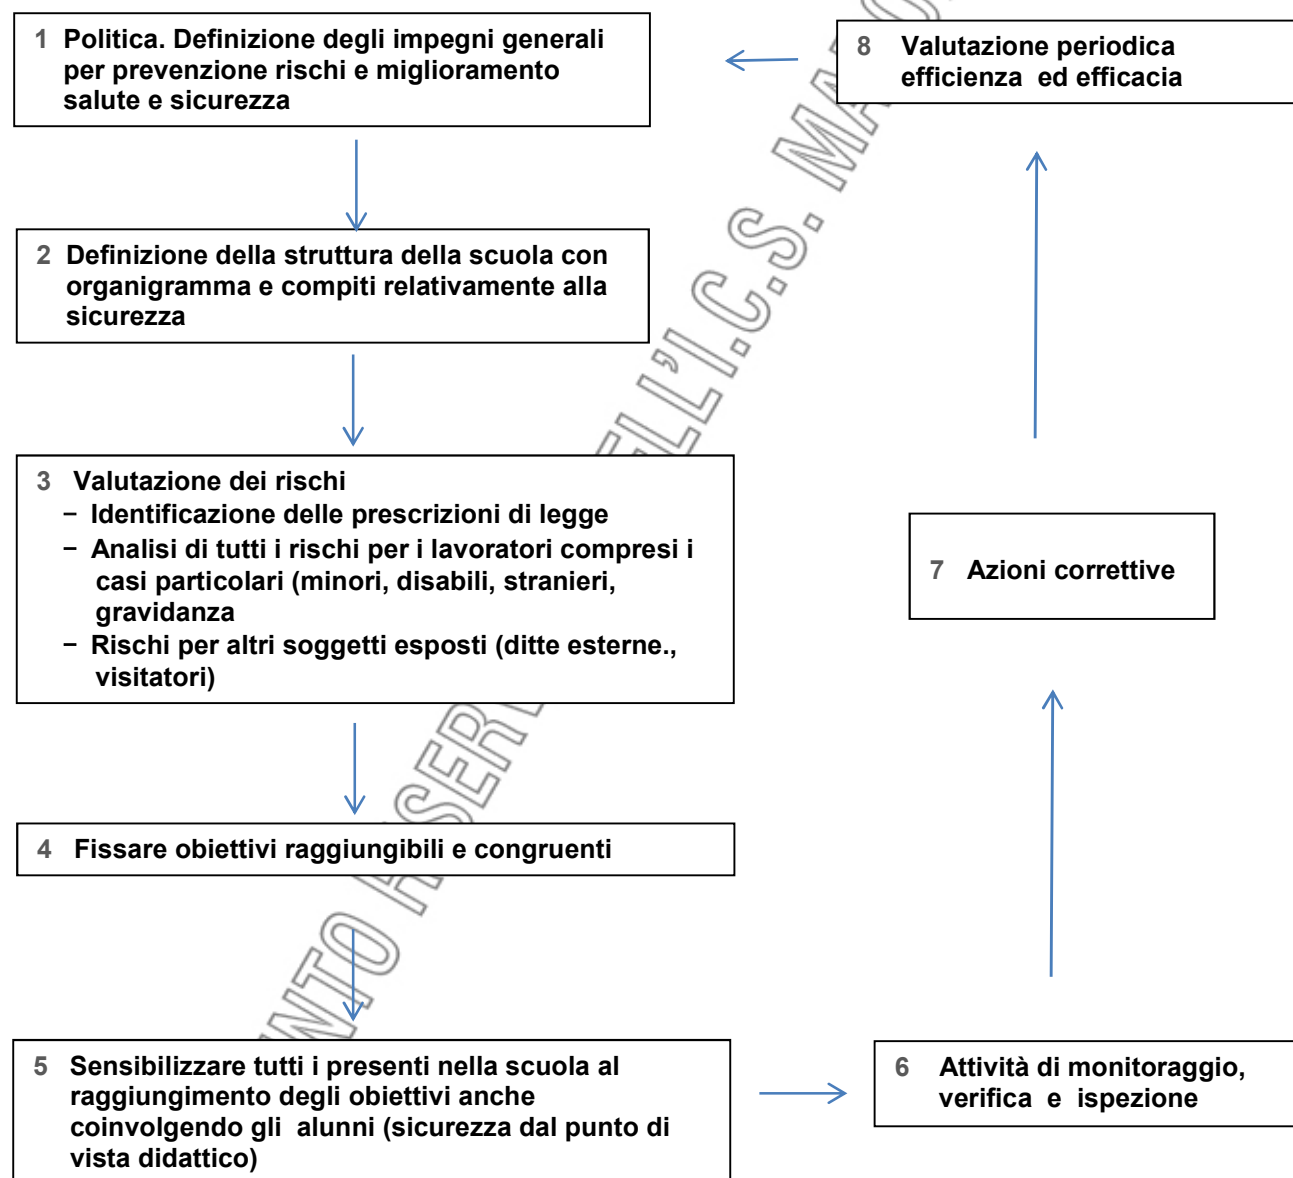 1 Politica. Definizione degli impegni generali
per prevenzione rischi e miglioramento
salute e sicurezza
2 Definizione della struttura della scuola con
organigramma e compiti relativamente alla
sicurezza
3 Valutazione dei rischi
− Identificazione delle prescrizioni di legge
− Analisi di tutti i rischi per i lavoratori compresi i
casi particolari (minori, disabili, stranieri,
gravidanza
− Rischi per altri soggetti esposti (ditte esterne.,
visitatori)
4 Fissare obiettivi raggiungibili e congruenti
5 Sensibilizzare tutti i presenti nella scuola al
raggiungimento degli obiettivi anche
coinvolgendo gli alunni (sicurezza dal punto di
vista didattico)
6 Attività di monitoraggio,
verifica e ispezione
7 Azioni correttive
8 Valutazione periodica
efficienza ed efficacia
I.C.S.